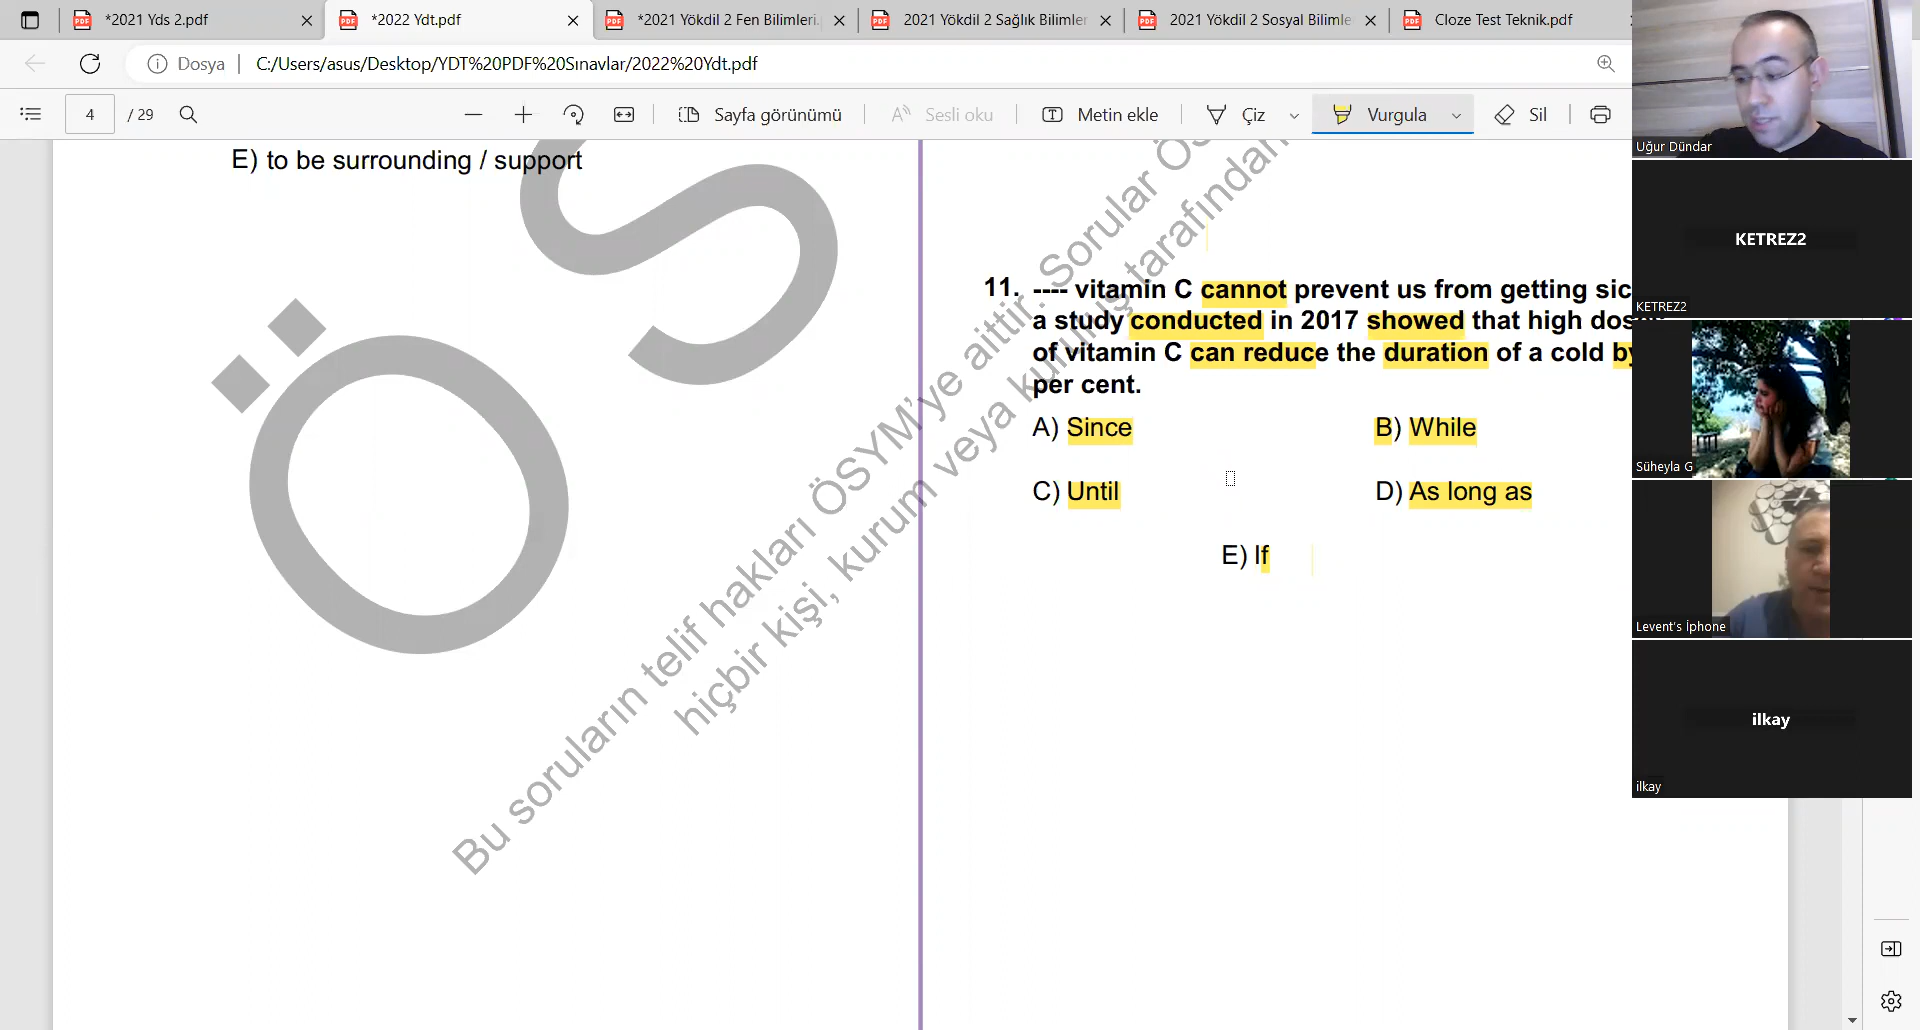 *2021 Yds 2.pdf
*2022 Ydt.pdf
*2021 Yökdil 2 Fen Bilimleri.
2021 Yökdil 2 Sağlık Bilimler
2021 Yökdil 2 Sosyal Bilimle
Cloze Test Teknik.pdf
Dosya
C:/Users/asus/Desktop/YDT%20PDF%20Sınavlar/2022%20Ydt.pdf
4 / 29
Sayfa görünümü
Sesli oku
Metin ekle
Çiz
Vurgula
Sil
E) to be surrounding / support
ÖS
Bu soruların telif hakları ÖSYM'ye aittir. Sorular ÖS
hiçbir kişi, kurum veya kuruluş tarafından
11. ---- vitamin C cannot prevent us from getting sic
a study conducted in 2017 showed that high dos
of vitamin C can reduce the duration of a cold by
per cent.
A) Since
B) While
C) Until
D) As long as
E) If
Uğur Dündar
KETREZ2
KETREZ2
Süheyla G
Levent's İphone
ilkay
ilkay